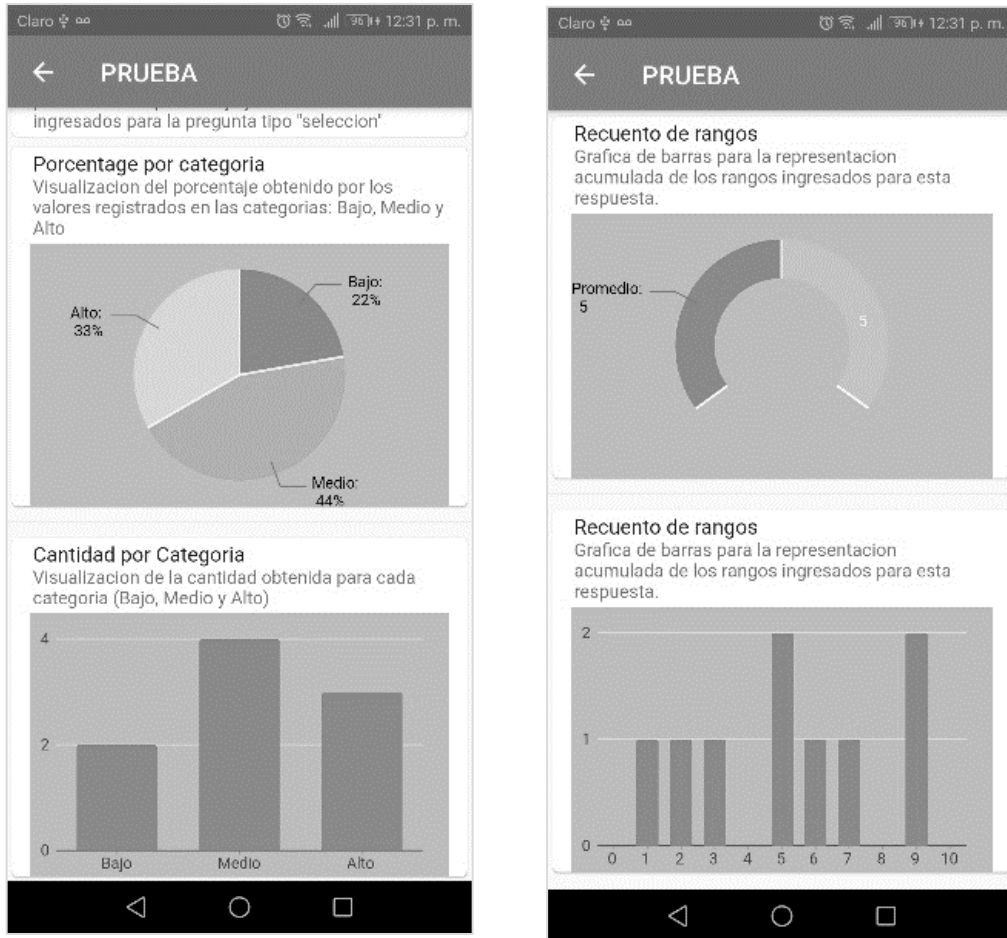 Claro 96 12:31 p. m.
PRUEBA
ingresados para la pregunta tipo "seleccion"
Porcentage por categoria
Visualizacion del porcentaje obtenido por los
valores registrados en las categorias: Bajo, Medio y
Alto
Bajo:
22%
Alto:
33%
Medio:
44%
Cantidad por Categoria
Visualizacion de la cantidad obtenida para cada
categoria (Bajo, Medio y Alto)
4
2
0
Bajo Medio Alto
Claro 96 12:31 p. m.
PRUEBA
Recuento de rangos
Grafica de barras para la representacion
acumulada de los rangos ingresados para esta
respuesta.
Promedio:
5
5
Recuento de rangos
Grafica de barras para la representacion
acumulada de los rangos ingresados para esta
respuesta.
2
1
0
0 1 2 3 4 5 6 7 8 9 10